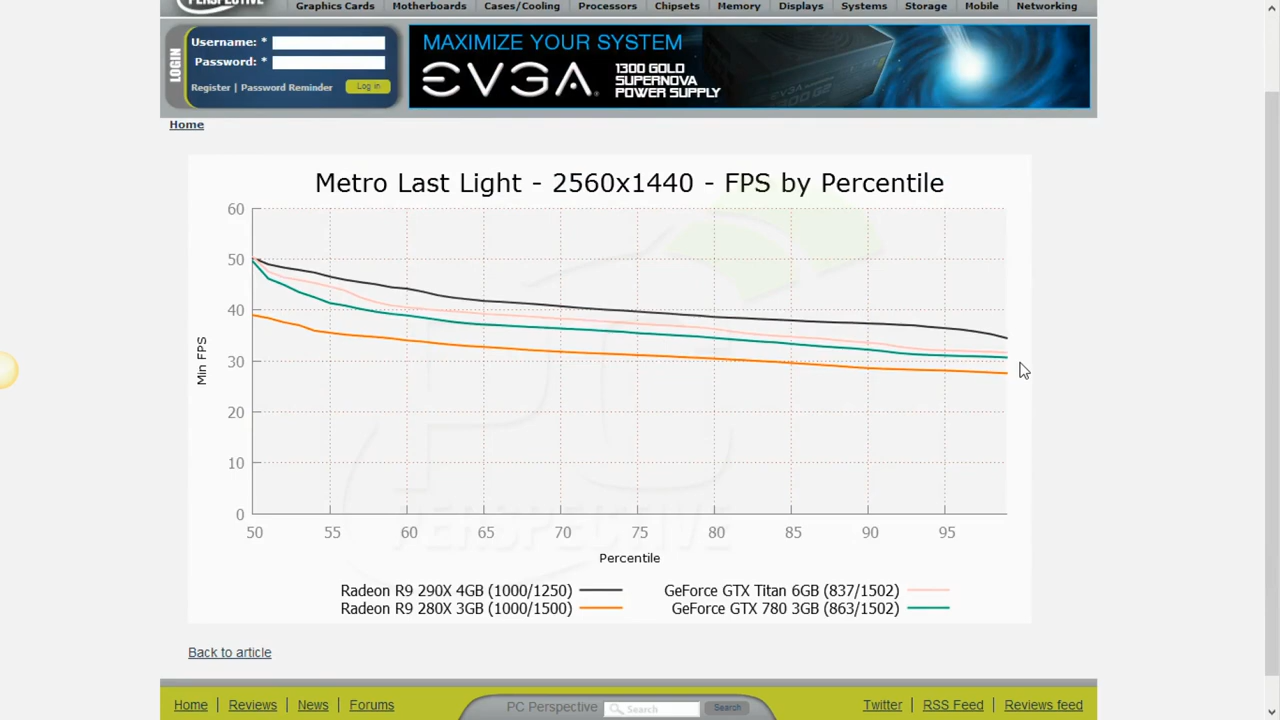 PERSPECTIVE
Graphics Cards Motherboards Cases/Cooling Processors Chipsets Memory Displays Systems Storage Mobile Networking
LOGIN
Username: *
Password: *
Register | Password Reminder Log in
MAXIMIZE YOUR SYSTEM
EVGA.
1300 GOLD
SUPERNOVA
POWER SUPPLY
Home
Metro Last Light - 2560x1440 - FPS by Percentile
60
50
40
30
20
10
0
Min FPS
50 55 60 65 70 75 80 85 90 95
Percentile
PC
PERSPECTIVE
Radeon R9 290X 4GB (1000/1250) GeForce GTX Titan 6GB (837/1502)
Radeon R9 280X 3GB (1000/1500) GeForce GTX 780 3GB (863/1502)
Back to article
Home | Reviews | News | Forums PC Perspective Search Search Twitter | RSS Feed | Reviews feed